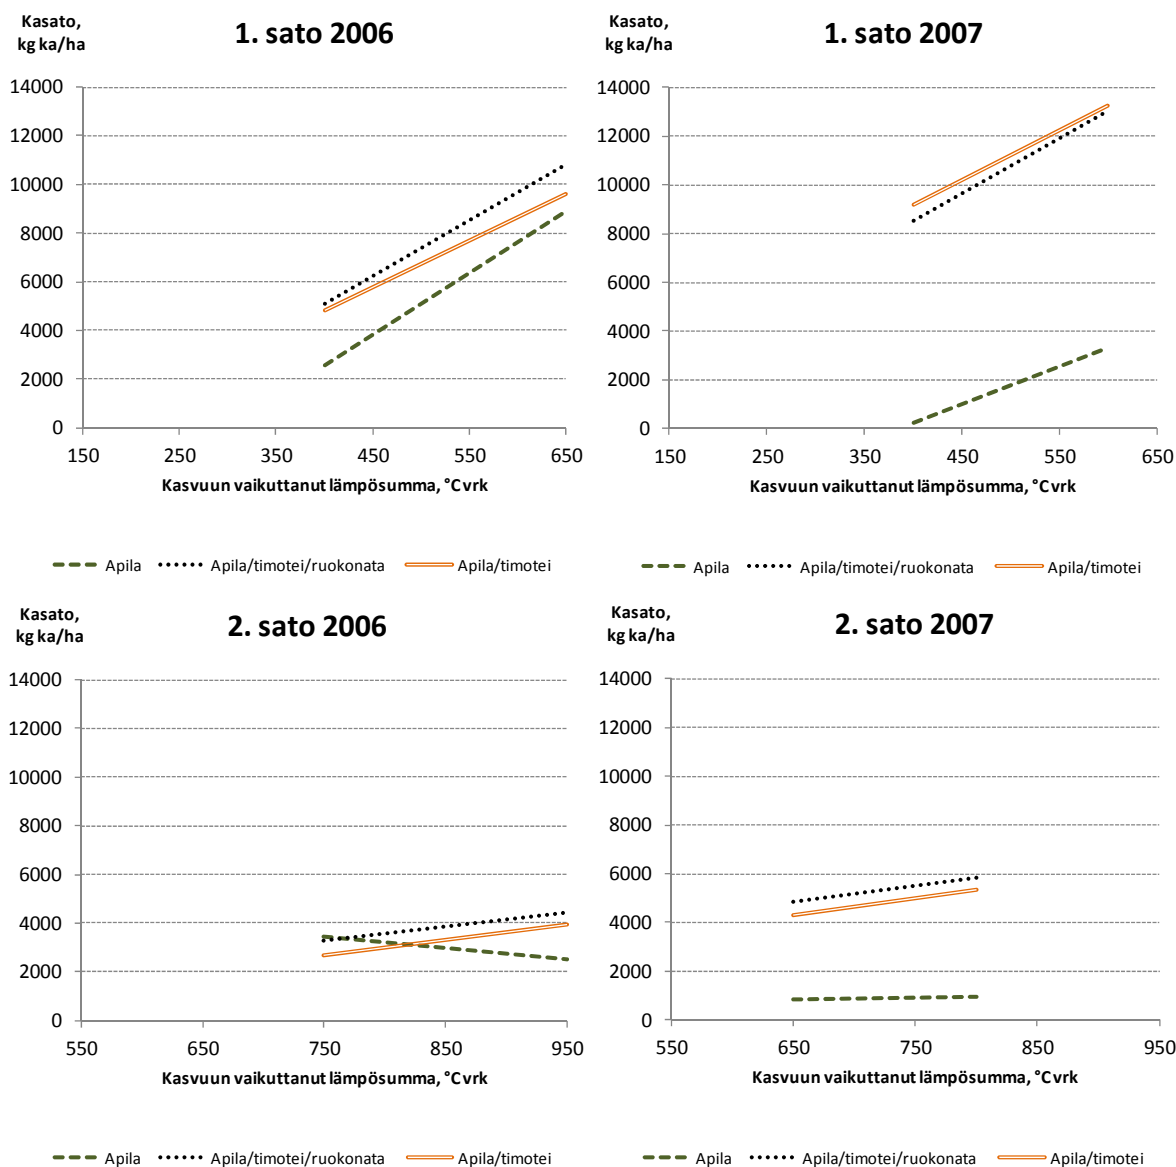 Kasato,
kg ka/ha
1. sato 2006
14000
12000
10000
8000
6000
4000
2000
0
150 250 350 450 550 650
Kasvuun vaikuttanut lämpösumma, °Cvrk
Apila Apila/timotei/ruokonata Apila/timotei
Kasato,
kg ka/ha
1. sato 2007
14000
12000
10000
8000
6000
4000
2000
0
150 250 350 450 550 650
Kasvuun vaikuttanut lämpösumma, °Cvrk
Apila Apila/timotei/ruokonata Apila/timotei
Kasato,
kg ka/ha
2. sato 2006
14000
12000
10000
8000
6000
4000
2000
0
550 650 750 850 950
Kasvuun vaikuttanut lämpösumma, °Cvrk
Apila Apila/timotei/ruokonata Apila/timotei
Kasato,
kg ka/ha
2. sato 2007
14000
12000
10000
8000
6000
4000
2000
0
550 650 750 850 950
Kasvuun vaikuttanut lämpösumma, °Cvrk
Apila Apila/timotei/ruokonata Apila/timotei